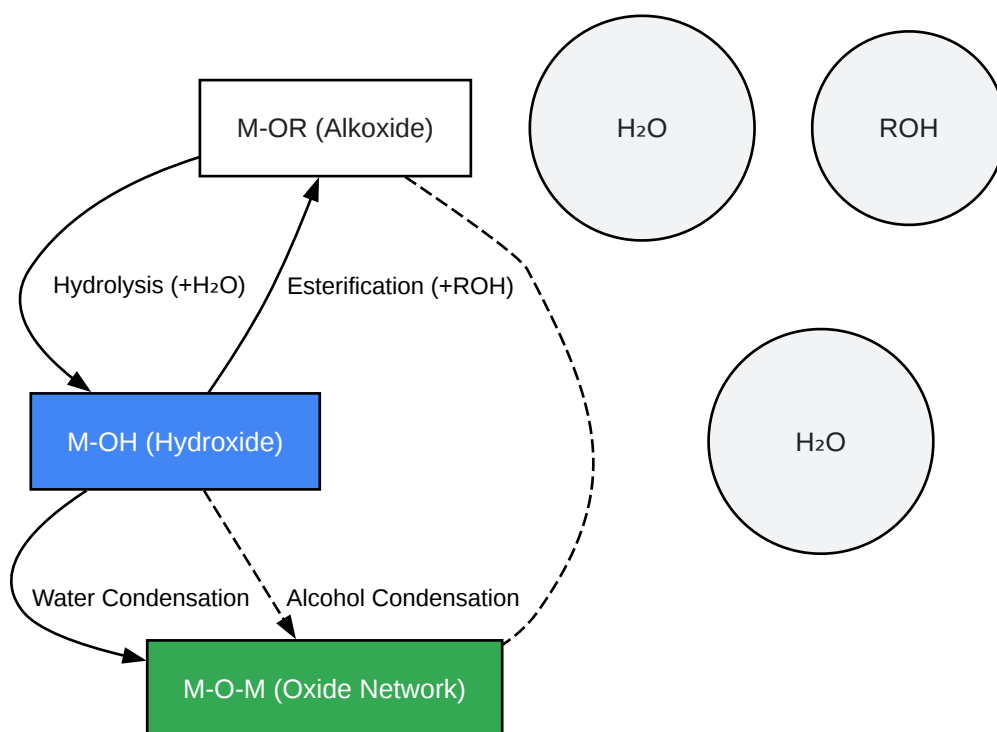 M-OR (Alkoxide)
H₂O
ROH
Hydrolysis (+H₂O)
Esterification (+ROH)
M-OH (Hydroxide)
H₂O
Water Condensation
Alcohol Condensation
M-O-M (Oxide Network)